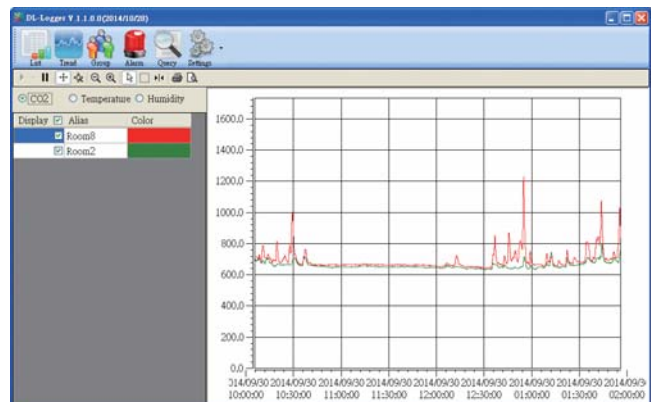 DL-Logger V 1.1.0.0(2014/10/20)
List Trend Group Alarm Query Settings
CO2 Temperature Humidity
Display Alias Color
Room8
Room2
1600.0
1400.0
1200.0
1000.0
800.0
600.0
400.0
200.0
0.0
014/09/30 2014/09/30 2014/09/30 2014/09/30 2014/09/30 2014/09/30 2014/09/30 2014/09/30 2014/09/3
10:00:00 10:30:00 11:00:00 11:30:00 12:00:00 12:30:00 01:00:00 01:30:00 02:00:00